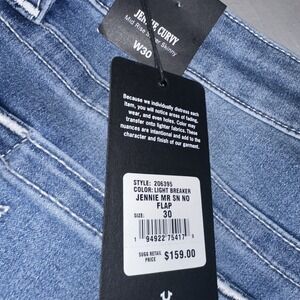 JENNIE CURVY
Mid Rise Super Skinny
W30
Because we individually distress each
item, you will notice areas of fading,
wear, and even holes. Color may
transfer onto lighter fabrics. These
nuances are intentional and add to the
character and finish of our garment.
STYLE: 206395
COLOR: LIGHT BREAKER
JENNIE MR SN NO
FLAP
SIZE: 30
1 94922 75417
SUGG RETAIL
PRICE $159.00